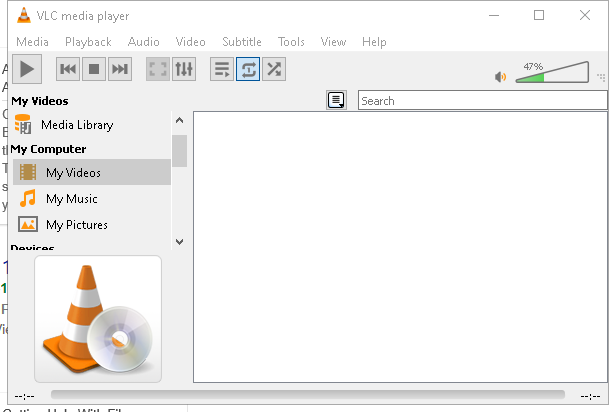 VLC media player
Media Playback Audio Video Subtitle Tools View Help
47%
My Videos
Search
Media Library
My Computer
My Videos
My Music
My Pictures
Devices
--:-- --:--